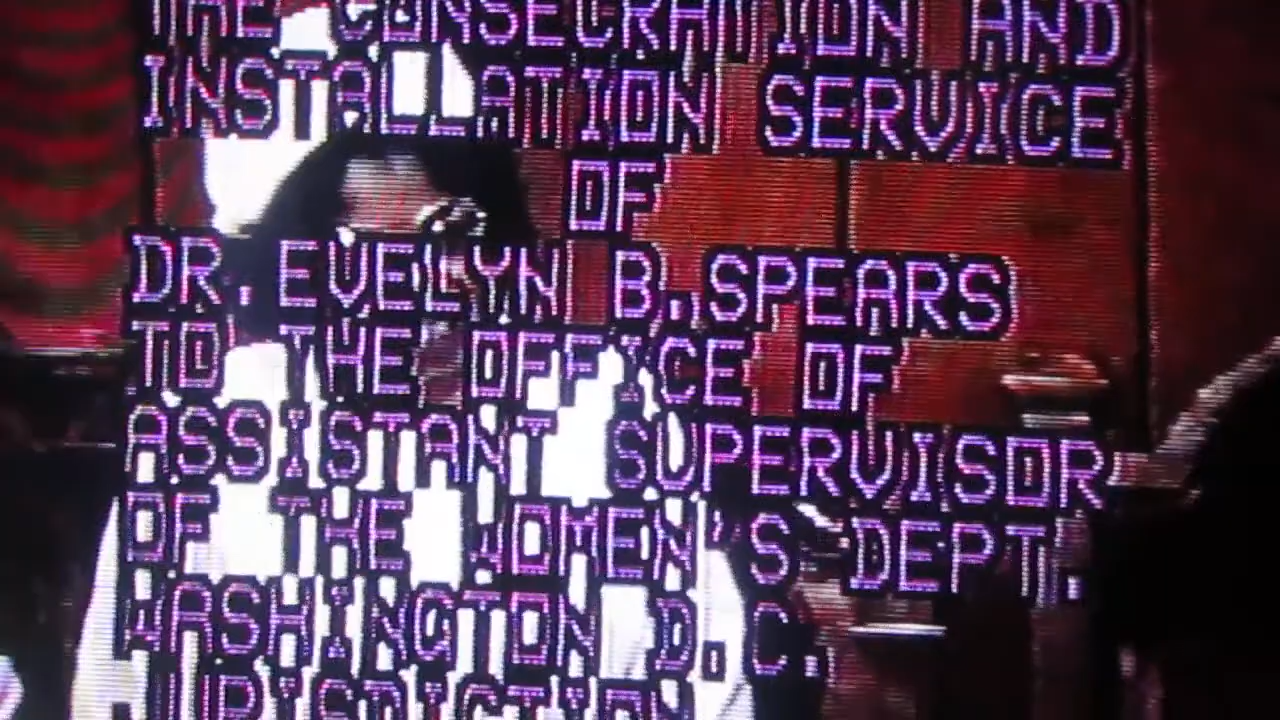 THE CONSECRATION AND
INSTALLATION SERVICE
OF
DR. EVELYN B. SPEARS
TO THE OFFICE OF
ASSISTANT SUPERVISOR
OF THE WOMEN'S DEPT.
WASHINGTON D.C.
JURISDICTION